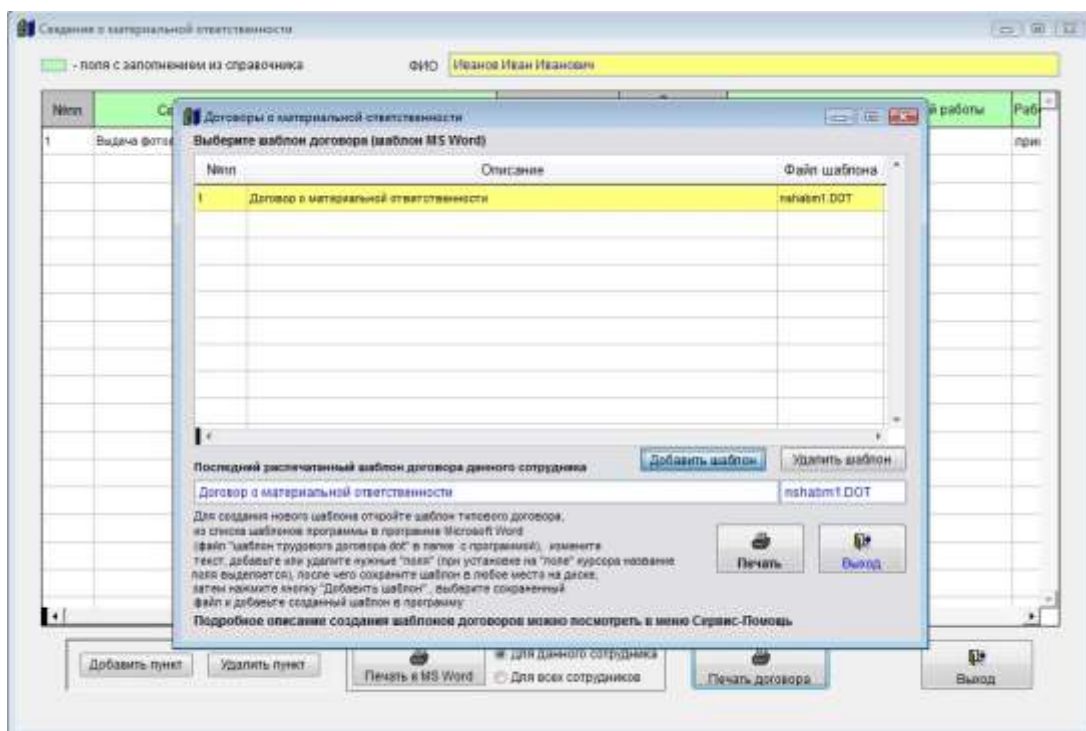 Сведения о материальной ответственности
- поля с заполнением из справочника
ФИО
Иванов Иван Иванович
№пп
Св
й работы
Рабо
1
Выдача фотоа
при
Договоры о материальной ответственности
Выберите шаблон договора (шаблон MS Word)
№пп
Описание
Файл шаблона
1
Договор о материальной ответственности
nshabm1.DOT
Последний распечатанный шаблон договора данного сотрудника
Добавить шаблон
Удалить шаблон
Договор о материальной ответственности
nshabm1.DOT
Для создания нового шаблона откройте шаблон типового договора,
из списка шаблонов программы в программе Microsoft Word
(файл "шаблон трудового договора dot" в папке с программой), измените
текст, добавьте или удалите нужные "поля" (при установке на "поле" курсора название
поля выделяется), после чего сохраните шаблон в любое место на диске,
затем нажмите кнопку "Добавить шаблон", выберите сохраненный
файл и добавьте созданный шаблон в программу
Печать
Выход
Подробное описание создания шаблонов договоров можно посмотреть в меню Сервис-Помощь
Добавить пункт
Удалить пункт
Печать в MS Word
Для данного сотрудника
Для всех сотрудников
Печать договора
Выход